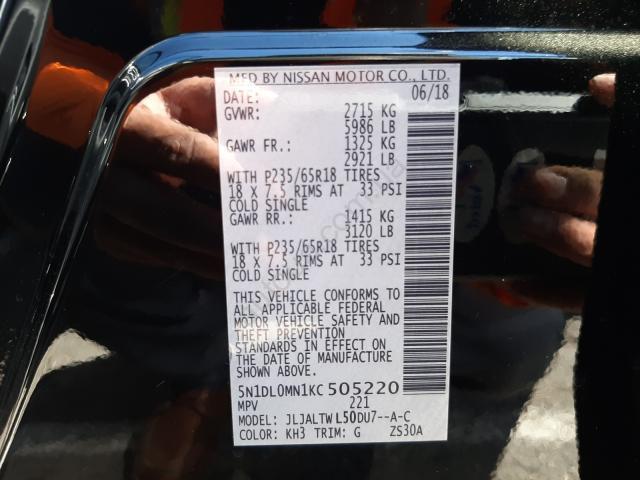 MFD BY NISSAN MOTOR CO., LTD.
DATE: 06/18
GVWR: 2715 KG
5986 LB
GAWR FR.: 1325 KG
2921 LB
WITH P235/65R18 TIRES
18 X 7.5 RIMS AT 33 PSI
COLD SINGLE
GAWR RR.: 1415 KG
3120 LB
WITH P235/65R18 TIRES
18 X 7.5 RIMS AT 33 PSI
COLD SINGLE
THIS VEHICLE CONFORMS TO
ALL APPLICABLE FEDERAL
MOTOR VEHICLE SAFETY AND
THEFT PREVENTION
STANDARDS IN EFFECT ON
THE DATE OF MANUFACTURE
SHOWN ABOVE.
5N1DL0MN1KC 505220
MPV 221
MODEL: JLJALTW L50DU7--A-C
COLOR: KH3 TRIM: G ZS30A